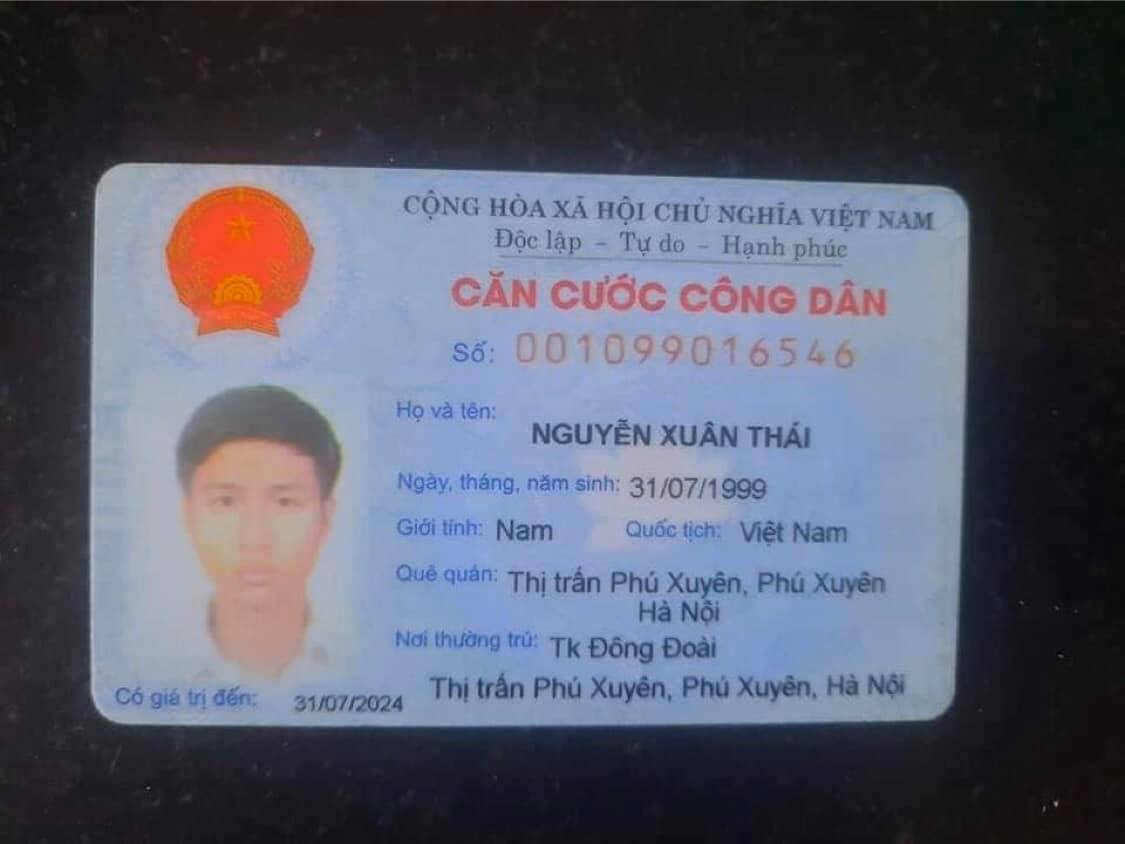 CỘNG HÒA XÃ HỘI CHỦ NGHĨA VIỆT NAM
Độc lập - Tự do - Hạnh phúc
CĂN CƯỚC CÔNG DÂN
Số: 001099016546
Họ và tên:
NGUYỄN XUÂN THÁI
Ngày, tháng, năm sinh: 31/07/1999
Giới tính: Nam Quốc tịch: Việt Nam
Quê quán: Thị trấn Phú Xuyên, Phú Xuyên
Hà Nội
Nơi thường trú: Tk Đông Đoài
Thị trấn Phú Xuyên, Phú Xuyên, Hà Nội
Có giá trị đến: 31/07/2024